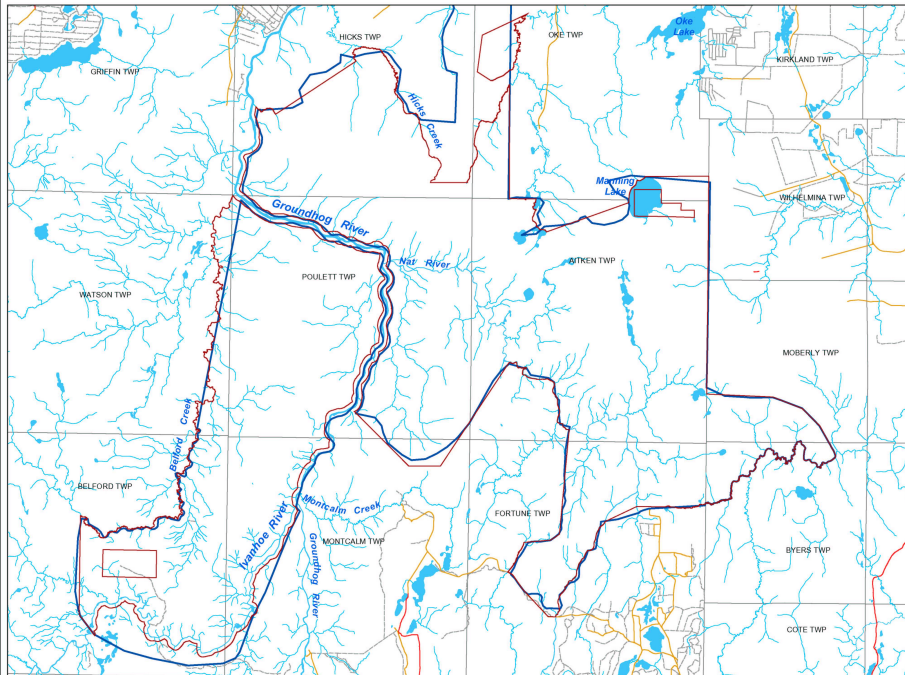 Oke
Lake
HICKS TWP
OKE TWP
GRIFFIN TWP
KIRKLAND TWP
Hicks Creek
Manning
Lake
WILHELMINA TWP
Groundhog River
Nat River
AITKEN TWP
POULETT TWP
WATSON TWP
MOBERLY TWP
Belford Creek
BELFORD TWP
Montcalm Creek
FORTUNE TWP
Ivanhoe River
MONTCALM TWP
Groundhog River
BYERS TWP
COTE TWP